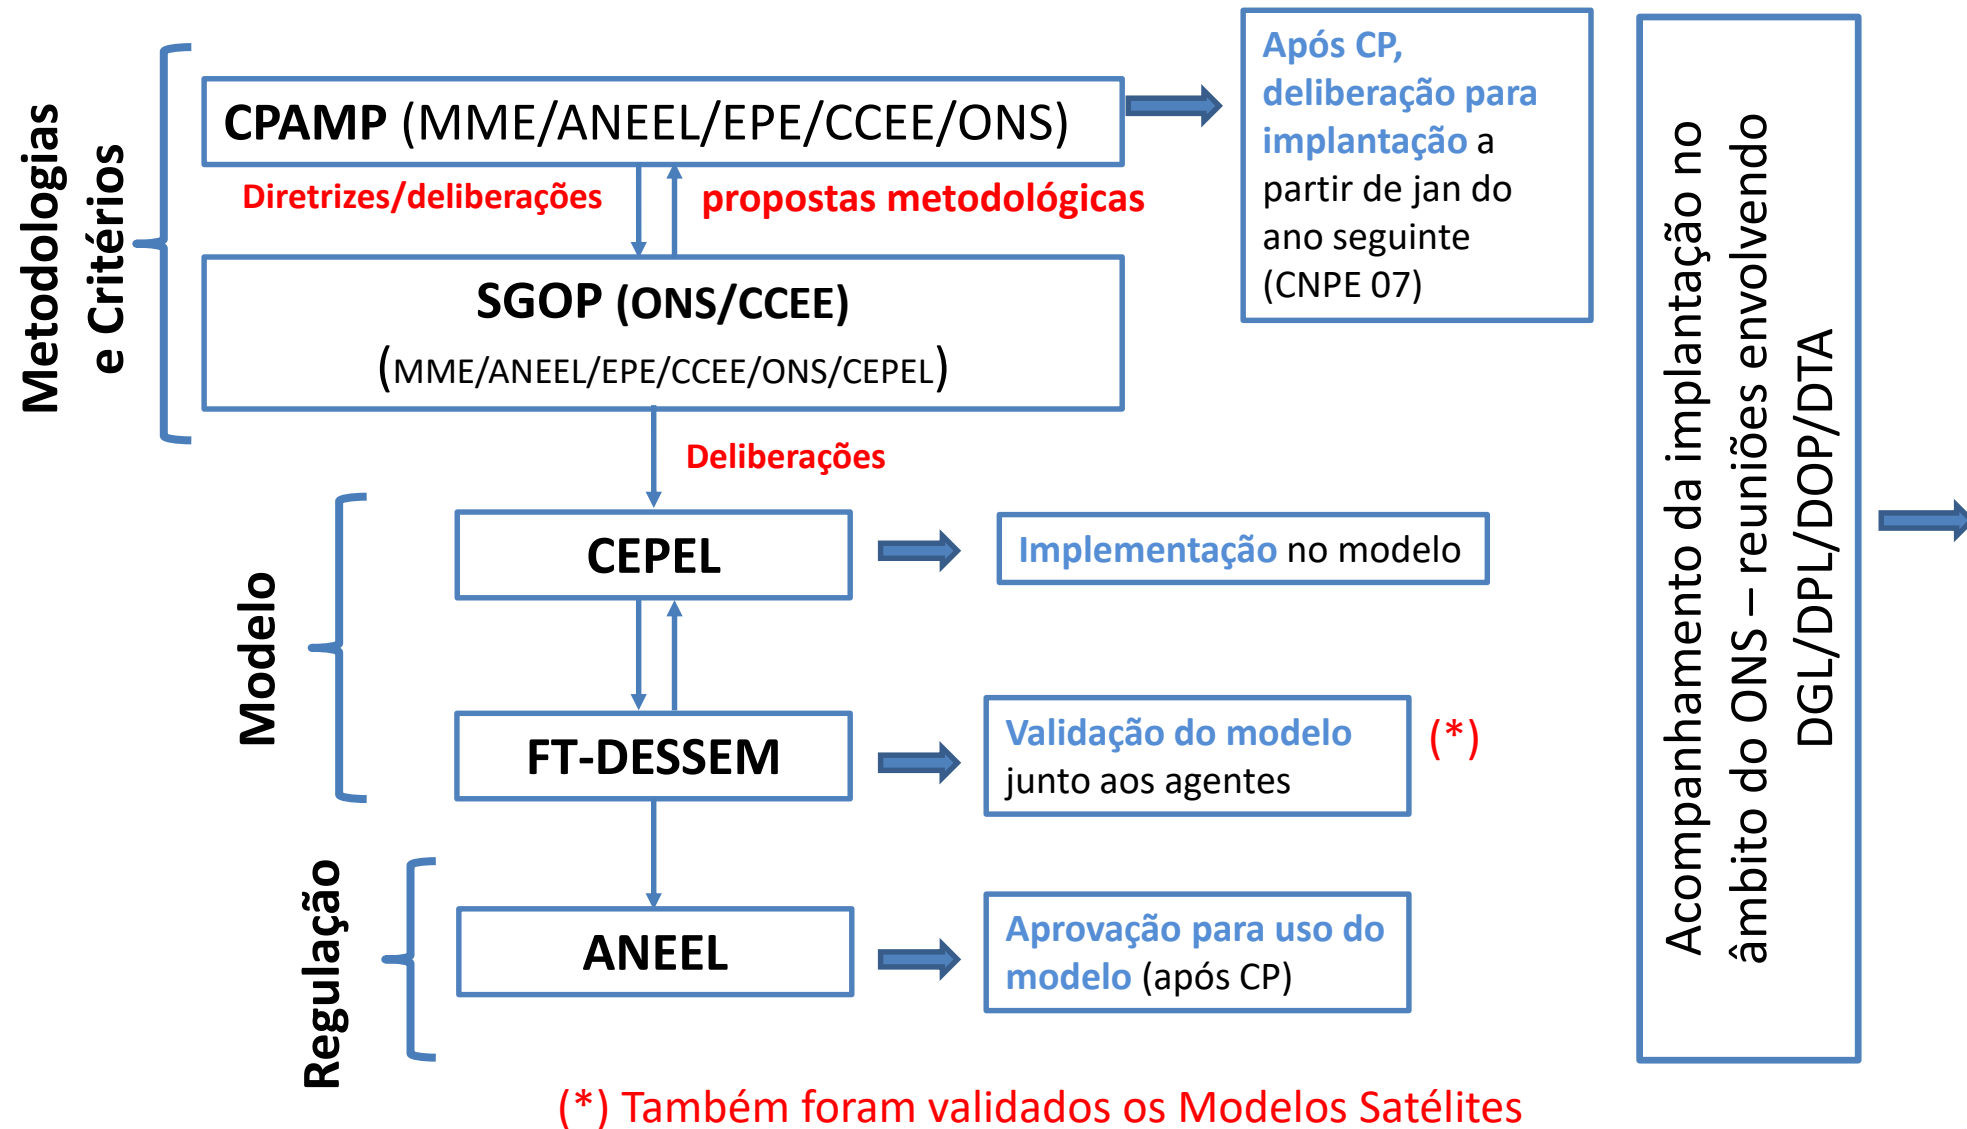 Metodologias
e Critérios
CPAMP (MME/ANEEL/EPE/CCEE/ONS)
Após CP,
deliberação para
implantação a
partir de jan do
ano seguinte
(CNPE 07)
Diretrizes/deliberações
propostas metodológicas
SGOP (ONS/CCEE)
(MME/ANEEL/EPE/CCEE/ONS/CEPEL)
Deliberações
Modelo
CEPEL
Implementação no modelo
FT-DESSEM
Validação do modelo
junto aos agentes
(*)
Regulação
ANEEL
Aprovação para uso do
modelo (após CP)
Acompanhamento da implantação no
âmbito do ONS – reuniões envolvendo
DGL/DPL/DOP/DTA
(*) Também foram validados os Modelos Satélites